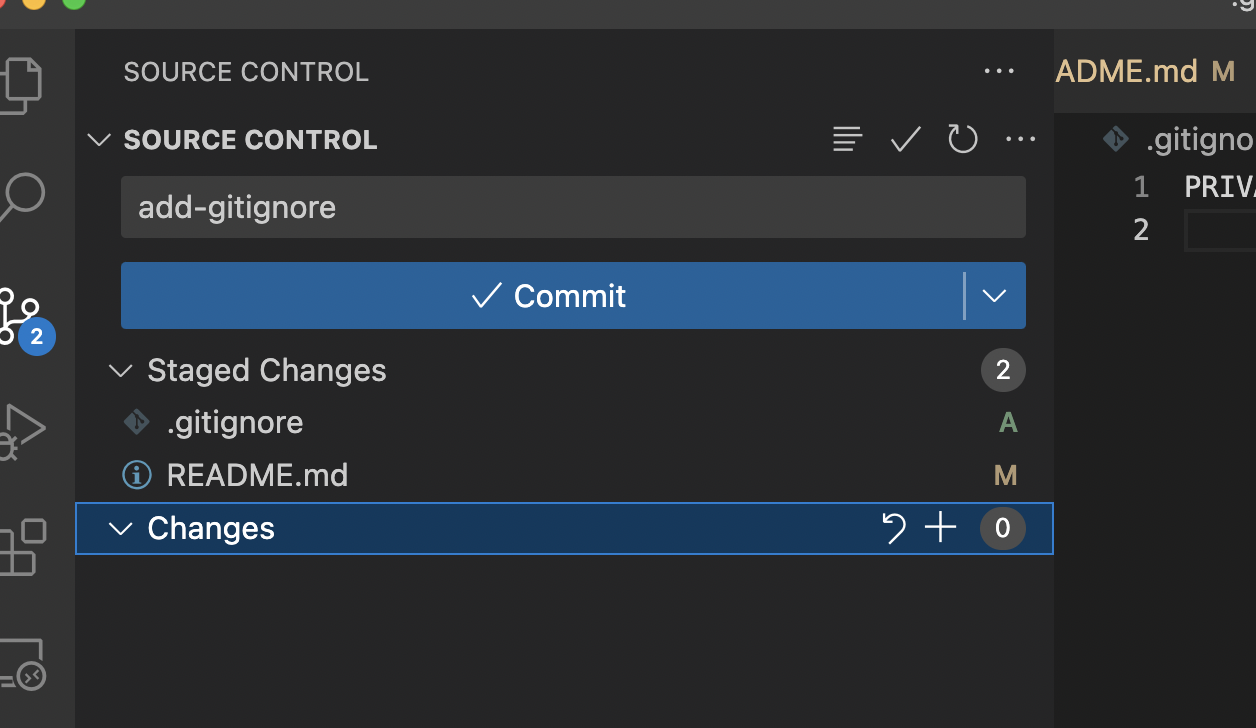 SOURCE CONTROL
SOURCE CONTROL
add-gitignore
Commit
2
Staged Changes 2
.gitignore A
README.md M
Changes 0
ADME.md M
.gitigno
1 PRIVA
2